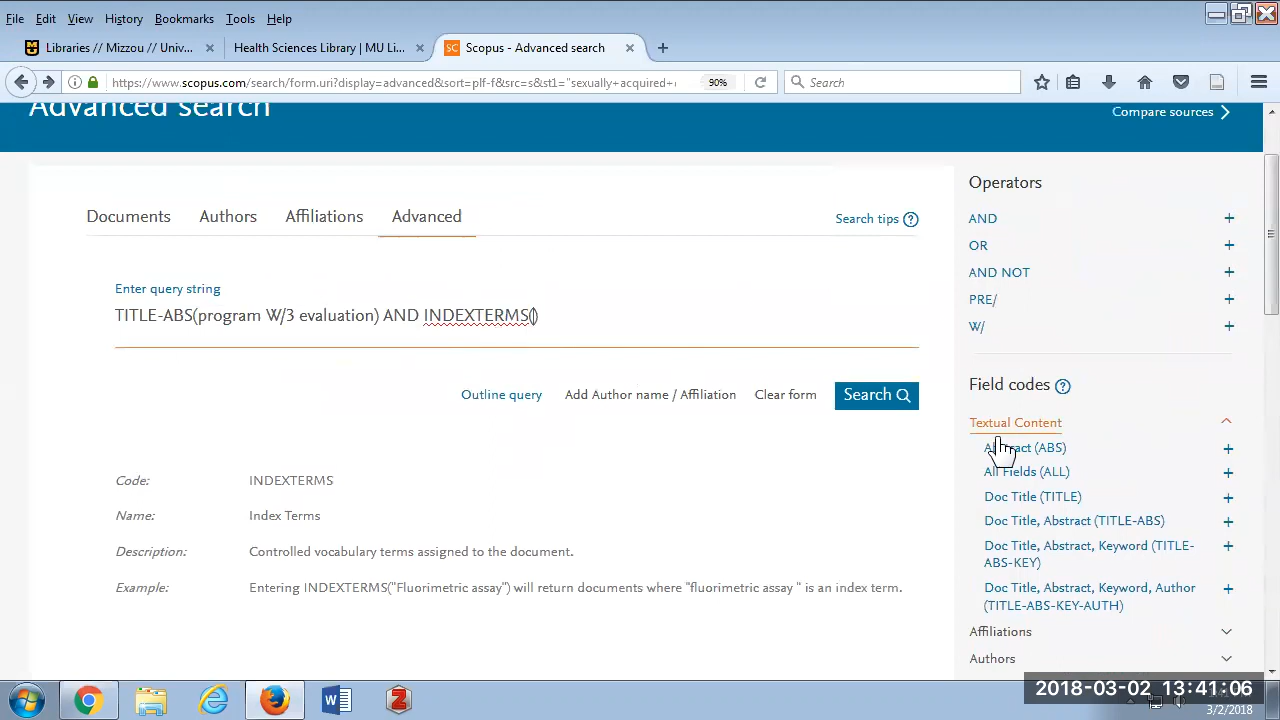 File Edit View History Bookmarks Tools Help
Libraries // Mizzou // Univ... × Health Sciences Library | MU Li... × SC Scopus - Advanced search × +
https://www.scopus.com/search/form.uri?display=advanced&sort=plf-f&src=s&st1="sexually+acquired+ 90% Search
Advanced search
Compare sources
Documents Authors Affiliations Advanced
Search tips ?
Enter query string
TITLE-ABS(program W/3 evaluation) AND INDEXTERMS()
Outline query Add Author name / Affiliation Clear form Search
Code: INDEXTERMS
Name: Index Terms
Description: Controlled vocabulary terms assigned to the document.
Example: Entering INDEXTERMS("Fluorimetric assay") will return documents where "fluorimetric assay " is an index term.
Operators
AND +
OR +
AND NOT +
PRE/ +
W/ +
Field codes ?
Textual Content
Abstract (ABS) +
All Fields (ALL) +
Doc Title (TITLE) +
Doc Title, Abstract (TITLE-ABS) +
Doc Title, Abstract, Keyword (TITLE- +
ABS-KEY)
Doc Title, Abstract, Keyword, Author +
(TITLE-ABS-KEY-AUTH)
Affiliations
Authors
2018-03-02 13:41:06
3/2/2018